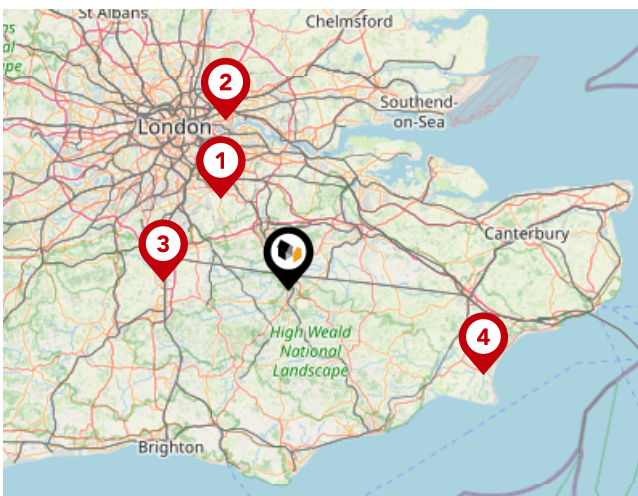 St Albans
Chelmsford
2
Southend-
on-Sea
London
1
3
Canterbury
High Weald
National
Landscape
4
Brighton